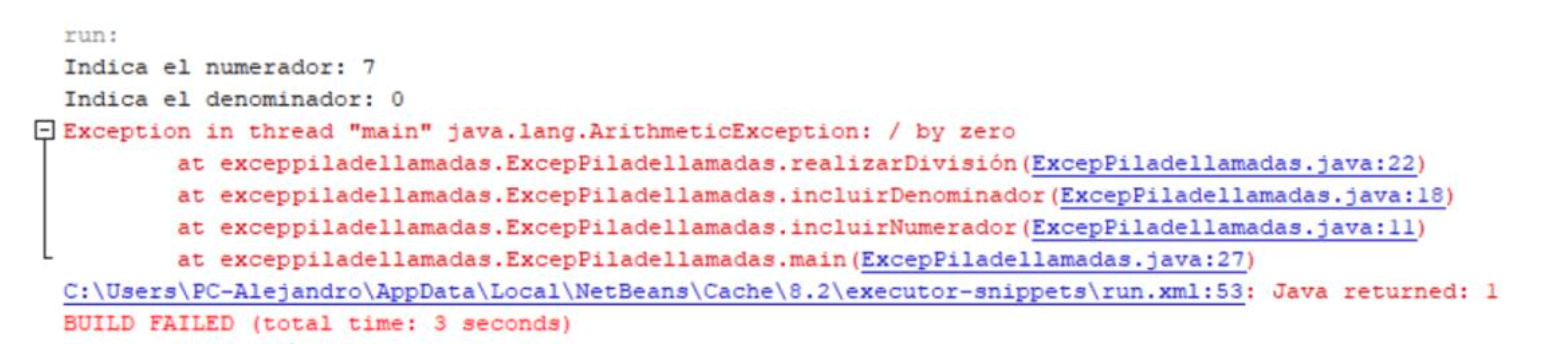 run:
Indica el numerador: 7
Indica el denominador: 0
Exception in thread "main" java.lang.ArithmeticException: / by zero
at exceppiladellamadas.ExcepPiladellamadas.realizarDivisión(ExcepPiladellamadas.java:22)
at exceppiladellamadas.ExcepPiladellamadas.incluirDenominador(ExcepPiladellamadas.java:18)
at exceppiladellamadas.ExcepPiladellamadas.incluirNumerador(ExcepPiladellamadas.java:11)
at exceppiladellamadas.ExcepPiladellamadas.main(ExcepPiladellamadas.java:27)
C:\Users\PC-Alejandro\AppData\Local\NetBeans\Cache\8.2\executor-snippets\run.xml:53: Java returned: 1
BUILD FAILED (total time: 3 seconds)